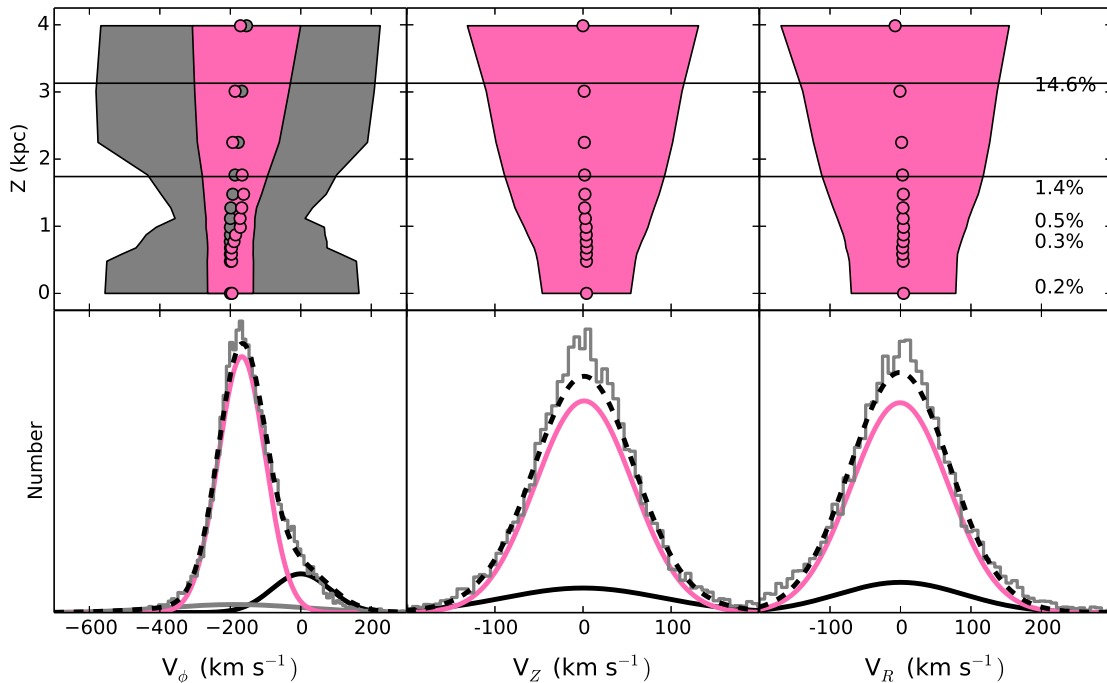 4
3
2
1
0
Z (kpc)
14.6%
1.4%
0.5%
0.3%
0.2%
Number
−600 −400 −200 0 200
-100 0 100
-100 0 100 200
V_ϕ (km s⁻¹)
V_Z (km s⁻¹)
V_R (km s⁻¹)